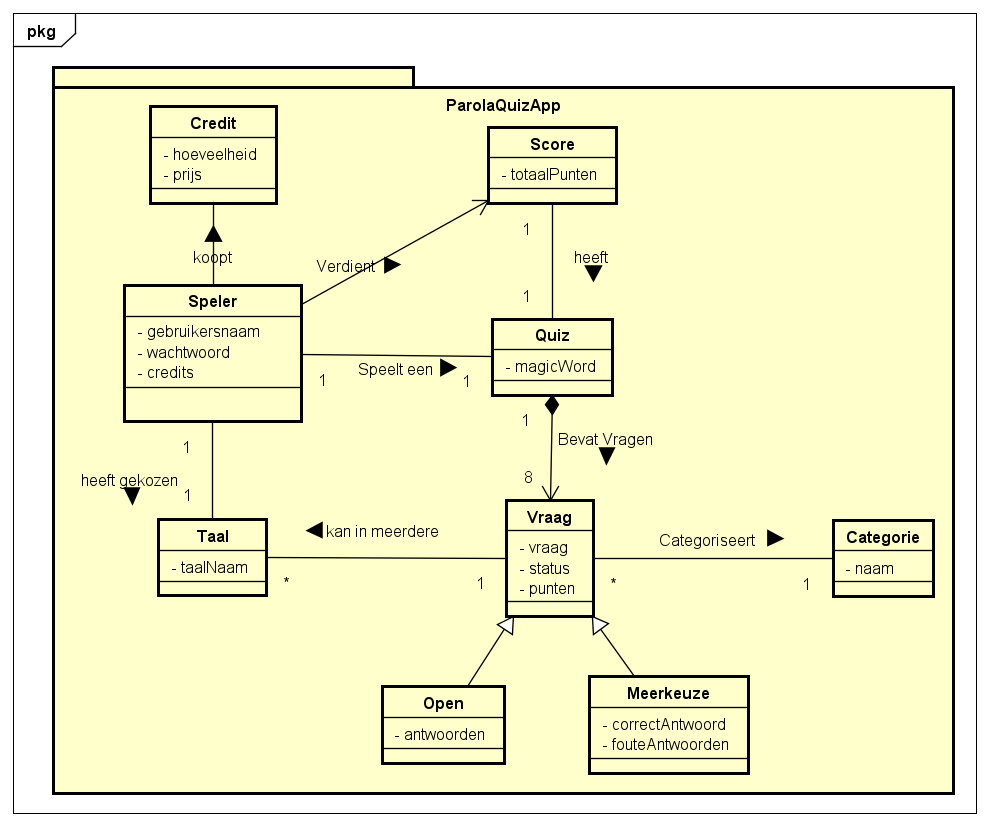 pkg
ParolaQuizApp
Credit
- hoeveelheid
- prijs
Score
- totaalPunten
koopt
Verdient
1
heeft
1
Speler
- gebruikersnaam
- wachtwoord
- credits
Quiz
- magicWord
1
Speelt een
1
1
Bevat Vragen
8
1
heeft gekozen
1
Taal
- taalNaam
kan in meerdere
*
1
Vraag
- vraag
- status
- punten
Categoriseert
*
1
Categorie
- naam
Open
- antwoorden
Meerkeuze
- correctAntwoord
- fouteAntwoorden